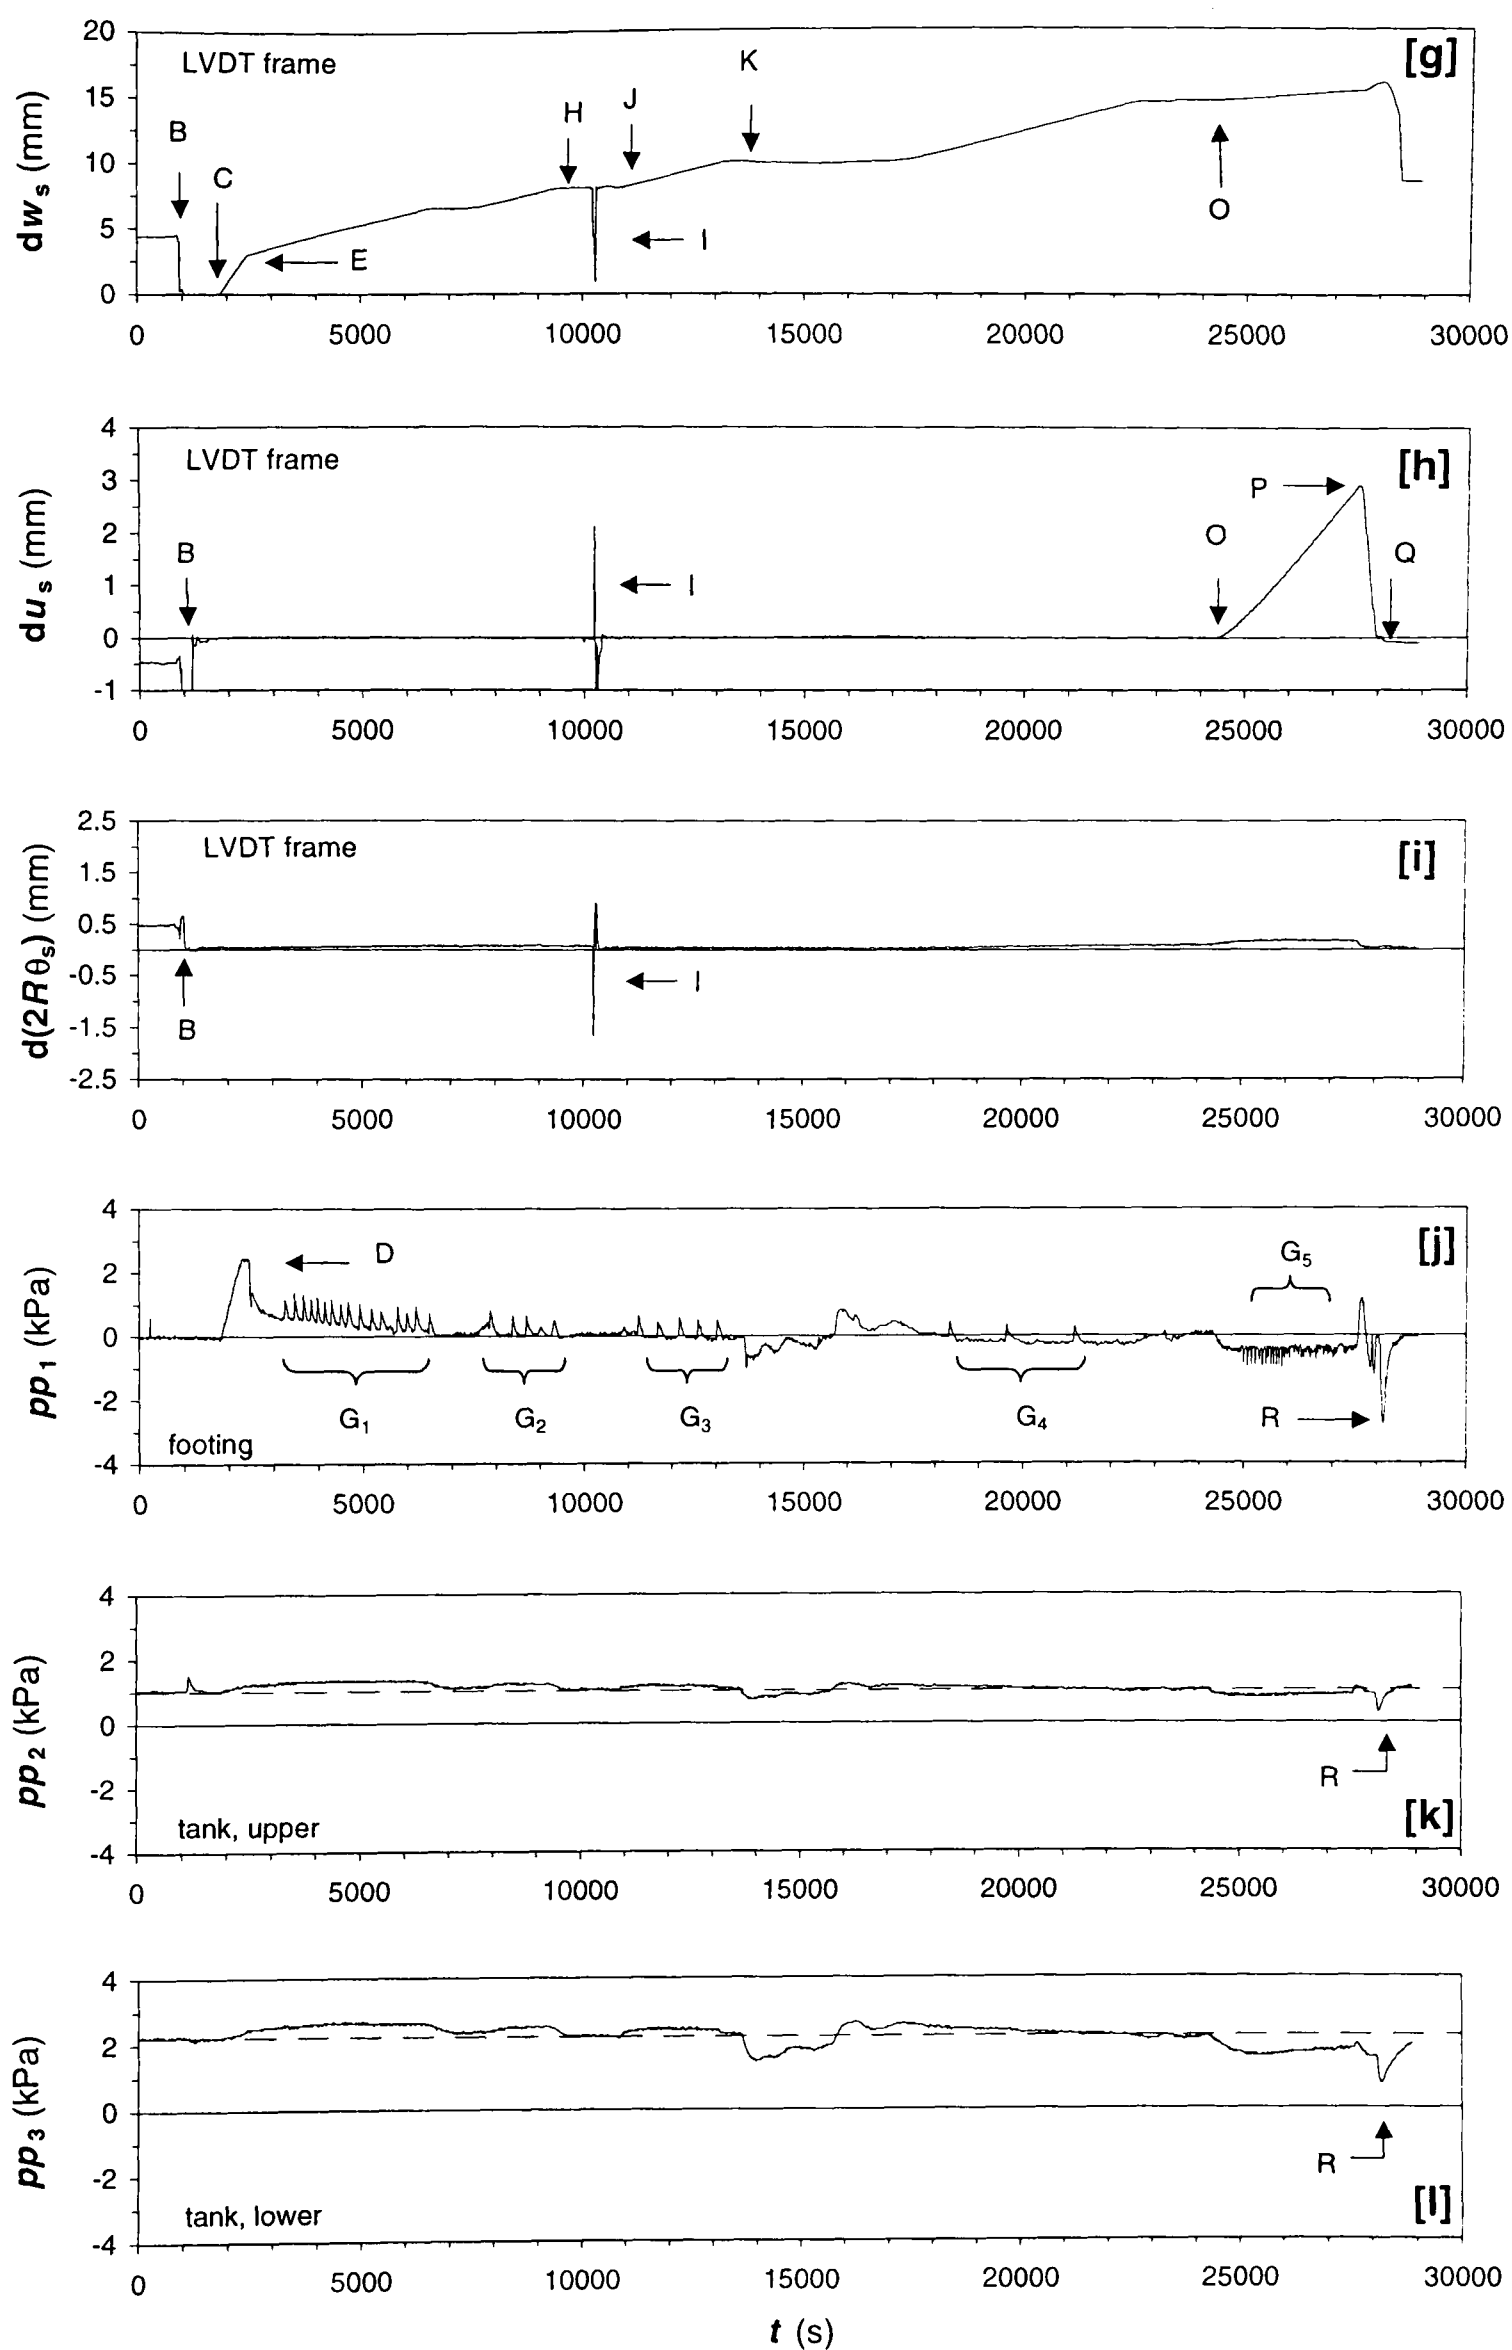 20
LVDT frame
[g]
K
15
J
H
B
10
C
O
5
I
E
0
dws (mm)
0 5000 10000 15000 20000 25000 30000
4
LVDT frame
[h]
3
P
2
O
Q
B
1
I
0
-1
dus (mm)
0 5000 10000 15000 20000 25000 30000
2.5
LVDT frame
[i]
1.5
0.5
-0.5
I
B
-1.5
-2.5
d(2Rθs) (mm)
0 5000 10000 15000 20000 25000 30000
4
[j]
D
G5
2
0
-2
G1 G2 G3 G4
R
footing
-4
pp1 (kPa)
0 5000 10000 15000 20000 25000 30000
4
2
0
R
-2
tank, upper
[k]
-4
pp2 (kPa)
0 5000 10000 15000 20000 25000 30000
4
2
0
R
-2
[l]
tank, lower
-4
pp3 (kPa)
0 5000 10000 15000 20000 25000 30000
t (s)